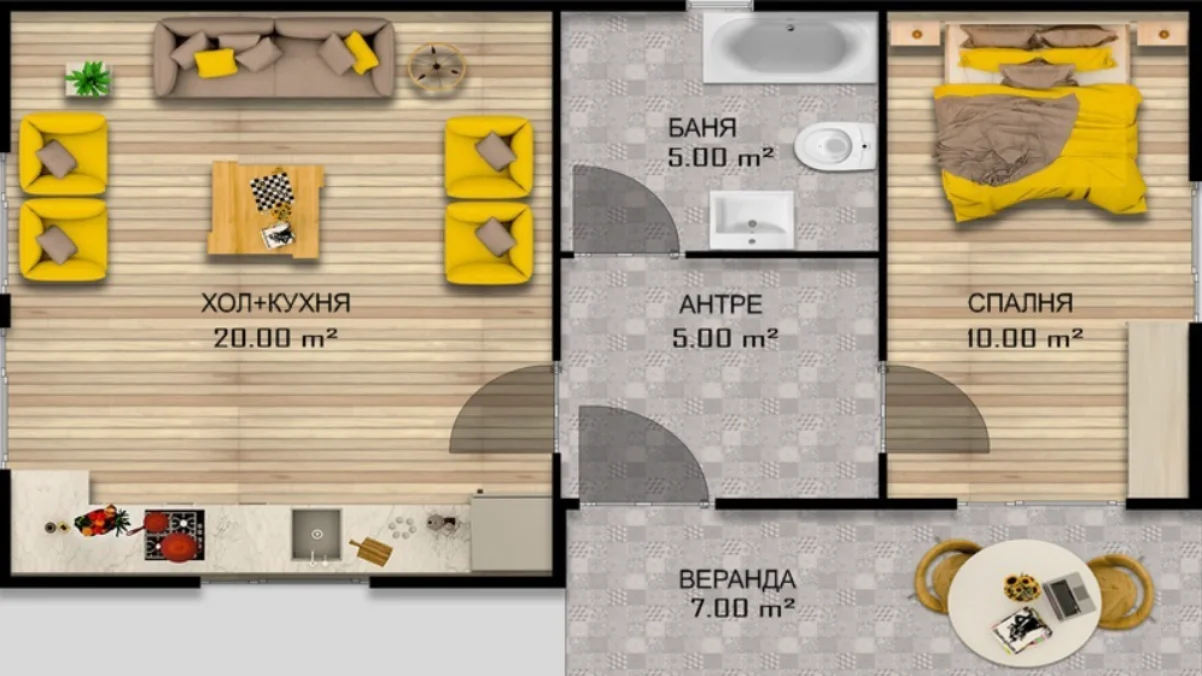 БАНЯ
5.00 m²
ХОЛ+КУХНЯ
20.00 m²
АНТРЕ
5.00 m²
СПАЛНЯ
10.00 m²
ВЕРАНДА
7.00 m²